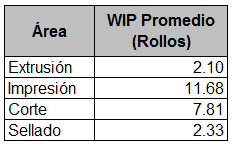 Área WIP Promedio
(Rollos)
Extrusión 2.10
Impresión 11.68
Corte 7.81
Sellado 2.33